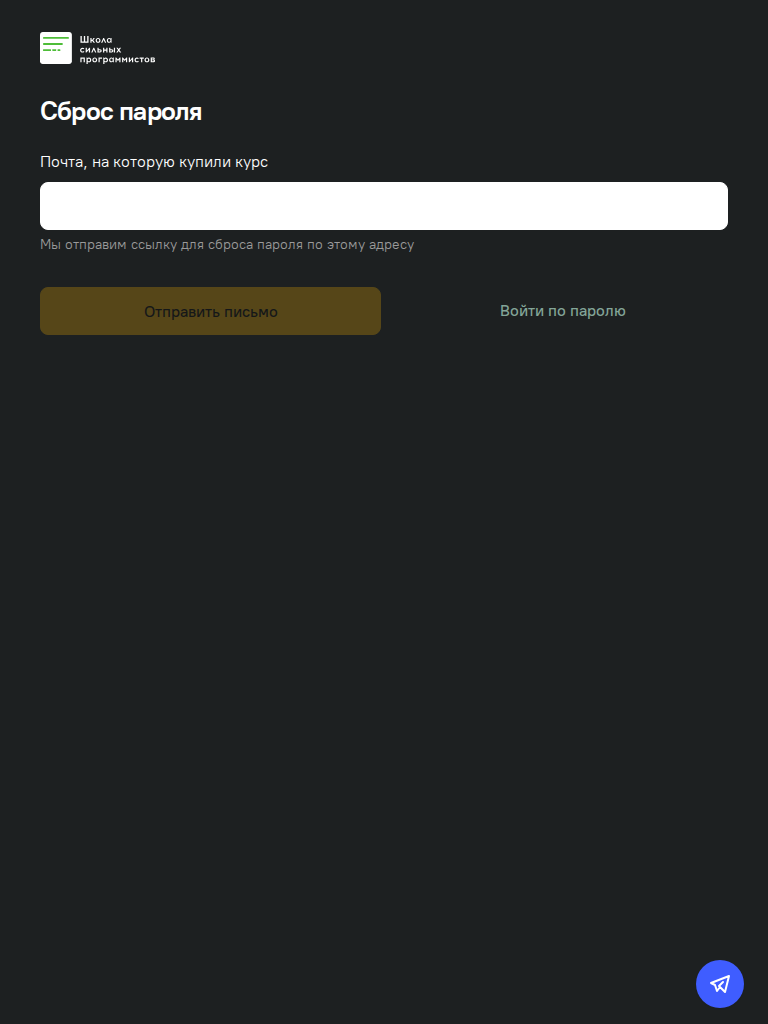 Школа
сильных
программистов
Сброс пароля
Почта, на которую купили курс
Мы отправим ссылку для сброса пароля по этому адресу
Отправить письмо
Войти по паролю